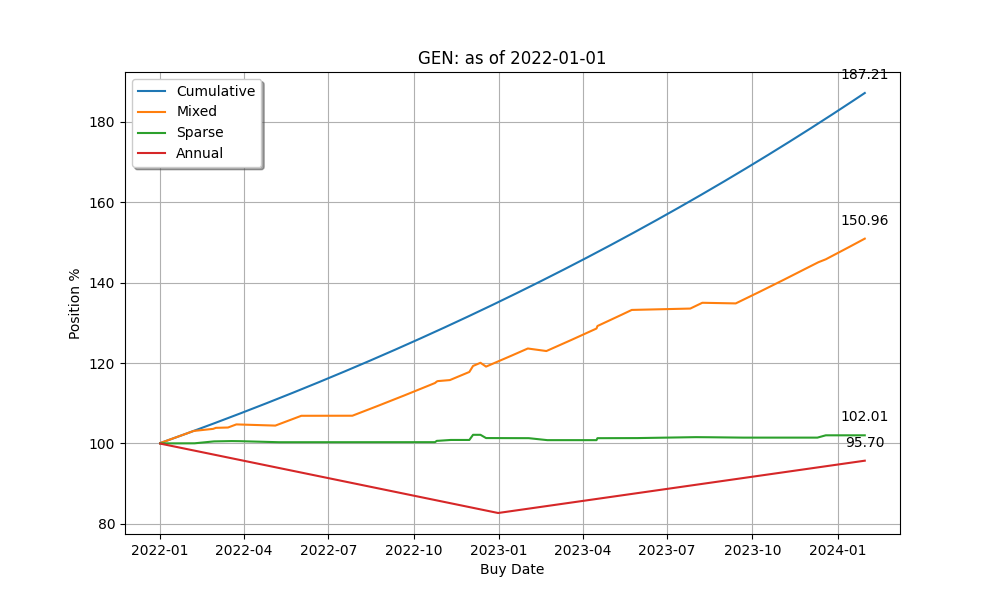 GEN: as of 2022-01-01
187.21
Cumulative
Mixed
Sparse
Annual
180
160
150.96
140
Position %
120
102.01
100
95.70
80
2022-01 2022-04 2022-07 2022-10 2023-01 2023-04 2023-07 2023-10 2024-01
Buy Date